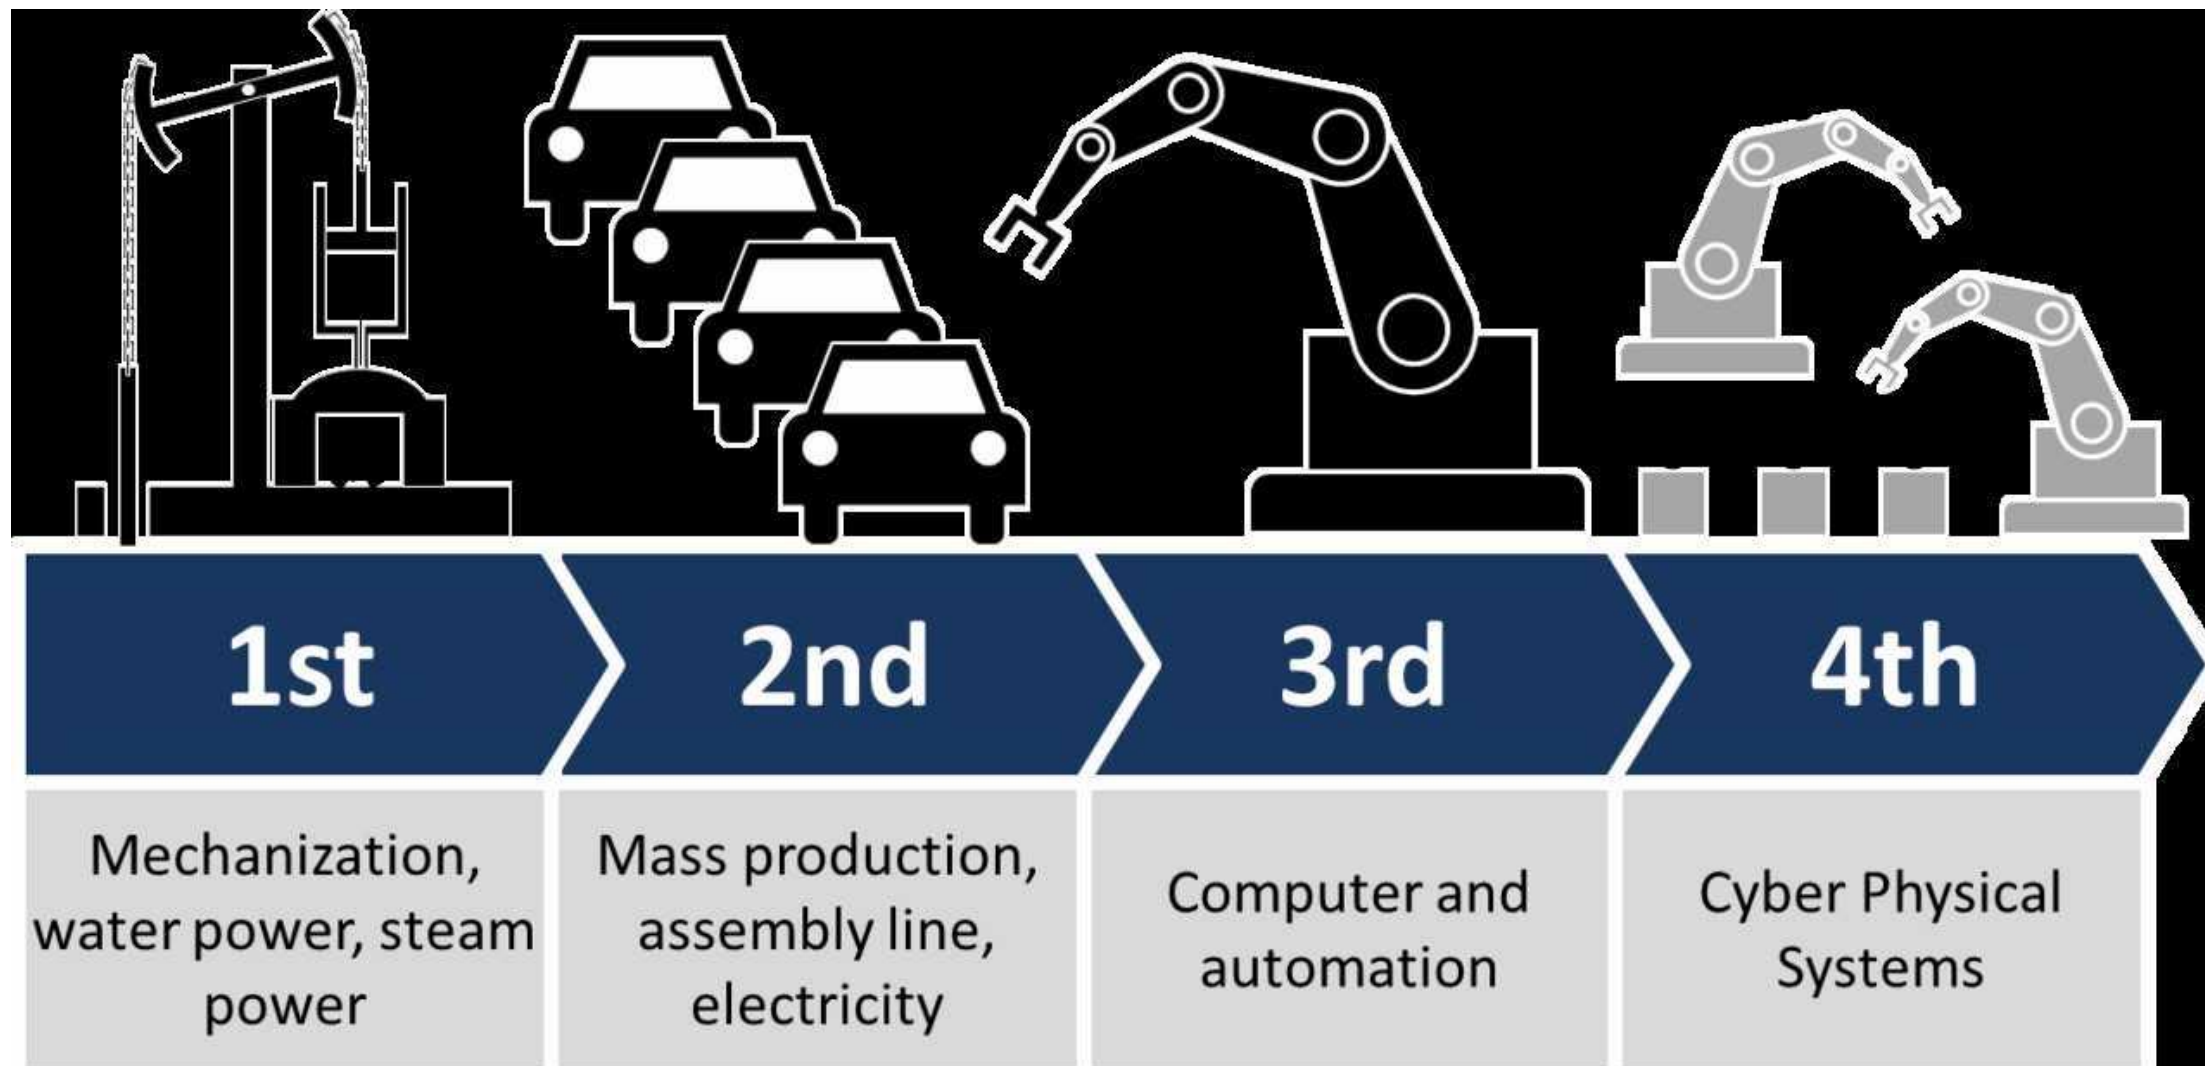 1st
2nd
3rd
4th
Mechanization,
water power, steam
power
Mass production,
assembly line,
electricity
Computer and
automation
Cyber Physical
Systems